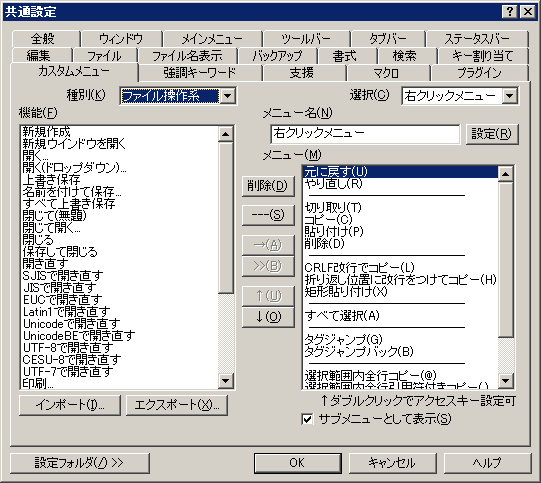 共通設定
全般 ウィンドウ メインメニュー ツールバー タブバー ステータスバー
編集 ファイル ファイル名表示 バックアップ 書式 検索 キー割り当て
カスタムメニュー 強調キーワード 支援 マクロ プラグイン
種別(K) ファイル操作系 選択(C) 右クリックメニュー
機能(F)
新規作成
新規ウインドウを開く
開く...
開く(ドロップダウン)...
上書き保存
名前を付けて保存...
すべて上書き保存
閉じて(無題)
閉じて開く...
閉じる
保存して閉じる
開き直す
SJISで開き直す
JISで開き直す
EUCで開き直す
Latin1で開き直す
Unicodeで開き直す
UnicodeBEで開き直す
UTF-8で開き直す
CESU-8で開き直す
UTF-7で開き直す
印刷...
インポート(I)... エクスポート(X)...
削除(D)
---(S)
→(A)
>>(B)
↑(U)
↓(O)
メニュー名(N)
右クリックメニュー 設定(R)
メニュー(M)
元に戻す(U)
やり直し(R)
切り取り(T)
コピー(C)
貼り付け(P)
削除(D)
CRLF改行でコピー(L)
折り返し位置に改行をつけてコピー(H)
矩形貼り付け(X)
すべて選択(A)
タグジャンプ(G)
タグジャンプバック(B)
選択範囲内全行コピー(@)
選択範囲内全行引用符付きコピー(.)
↑ダブルクリックでアクセスキー設定可
サブメニューとして表示(S)
設定フォルダ(/) >> OK キャンセル ヘルプ